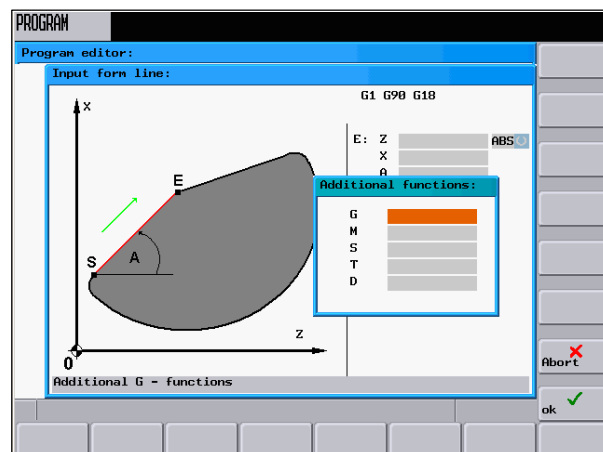 PROGRAM
Program editor:
Input form line:
G1 G90 G18
X
E: Z
ABS
X
A
E
Additional functions:
G
M
S
T
D
S
A
Z
0
Abort
Additional G - functions
ok